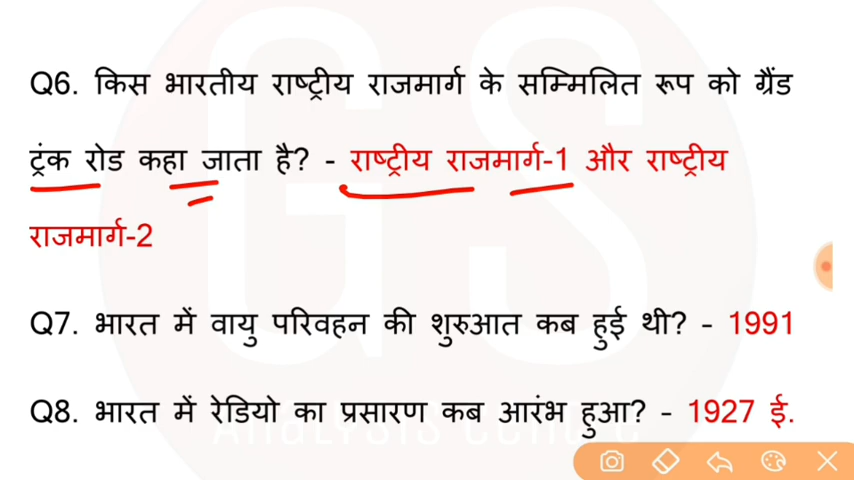 Q6. किस भारतीय राष्ट्रीय राजमार्ग के सम्मिलित रूप को ग्रैंड
ट्रंक रोड कहा जाता है? - राष्ट्रीय राजमार्ग-1 और राष्ट्रीय
राजमार्ग-2
Q7. भारत में वायु परिवहन की शुरुआत कब हुई थी? - 1991
Q8. भारत में रेडियो का प्रसारण कब आरंभ हुआ? - 1927 ई.